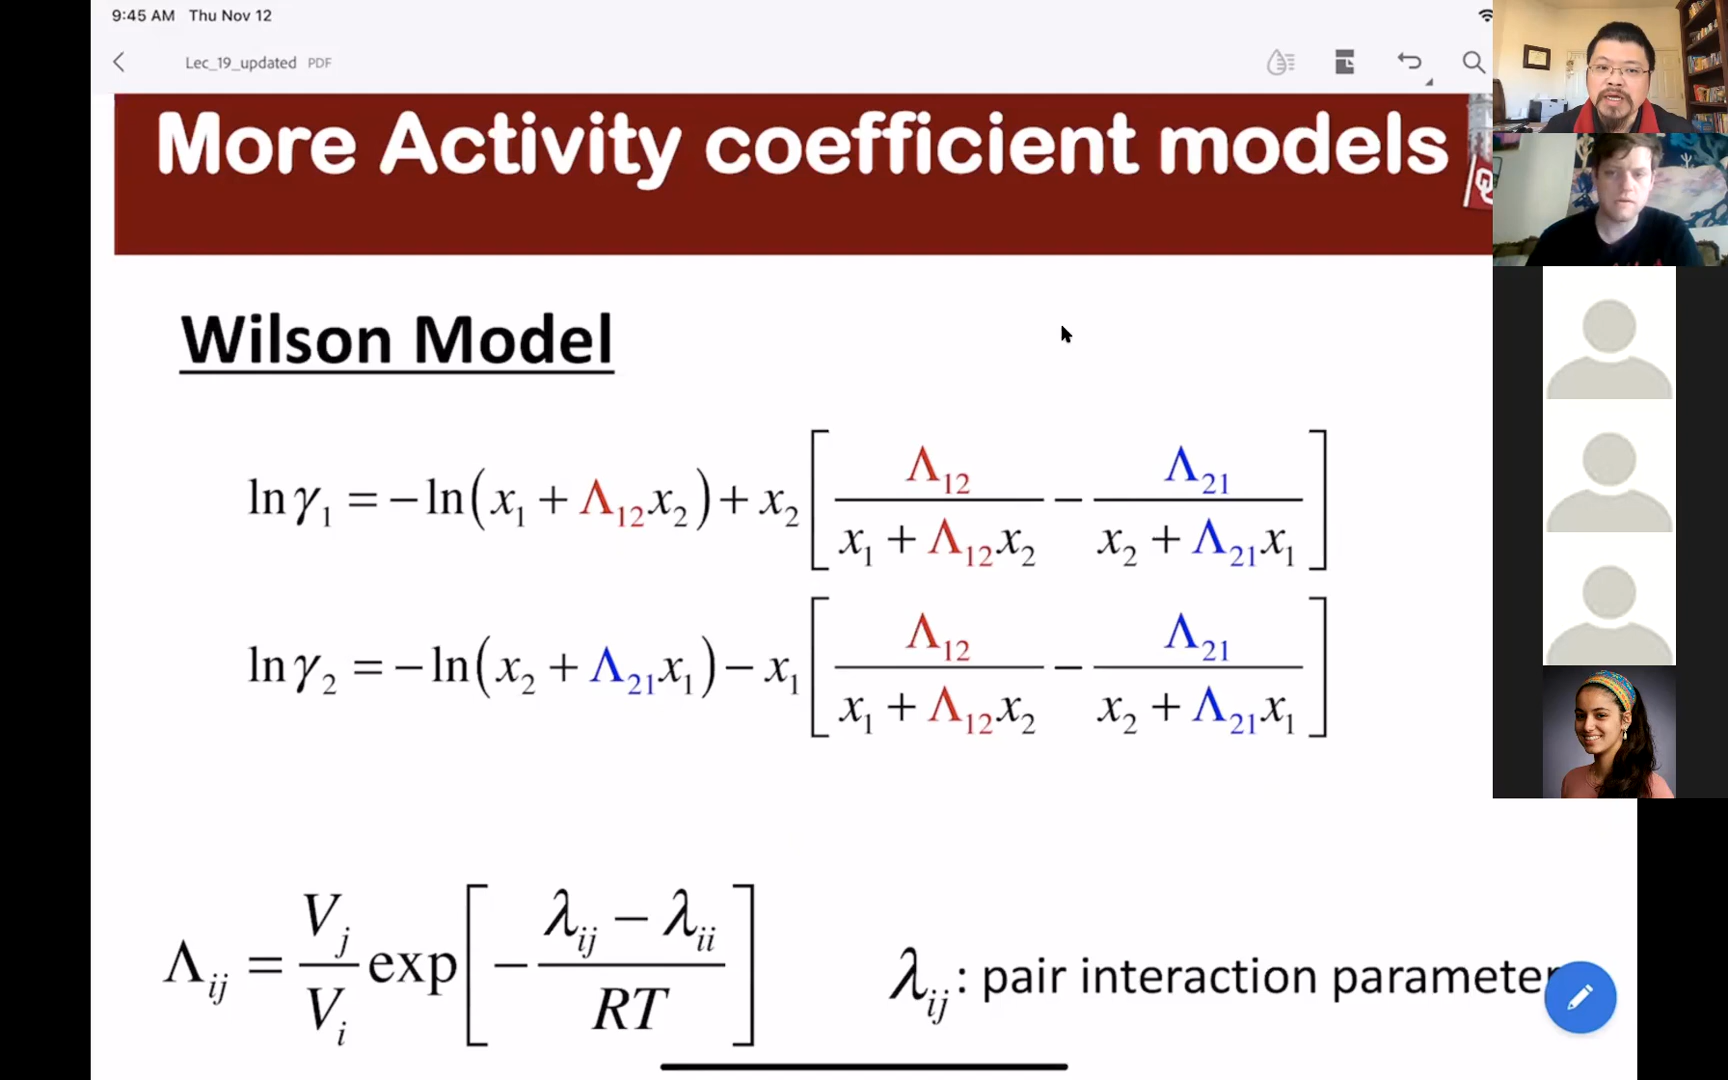 9:45 AM Thu Nov 12
Lec_19_updated PDF
More Activity coefficient models
OU
Wilson Model
ln γ₁ = −ln(x₁ + Λ₁₂x₂) + x₂ [ Λ₁₂ / (x₁ + Λ₁₂x₂) − Λ₂₁ / (x₂ + Λ₂₁x₁) ]
ln γ₂ = −ln(x₂ + Λ₂₁x₁) − x₁ [ Λ₁₂ / (x₁ + Λ₁₂x₂) − Λ₂₁ / (x₂ + Λ₂₁x₁) ]
Λij = Vj / Vi exp[ − (λij − λii) / RT ] λij : pair interaction parameter